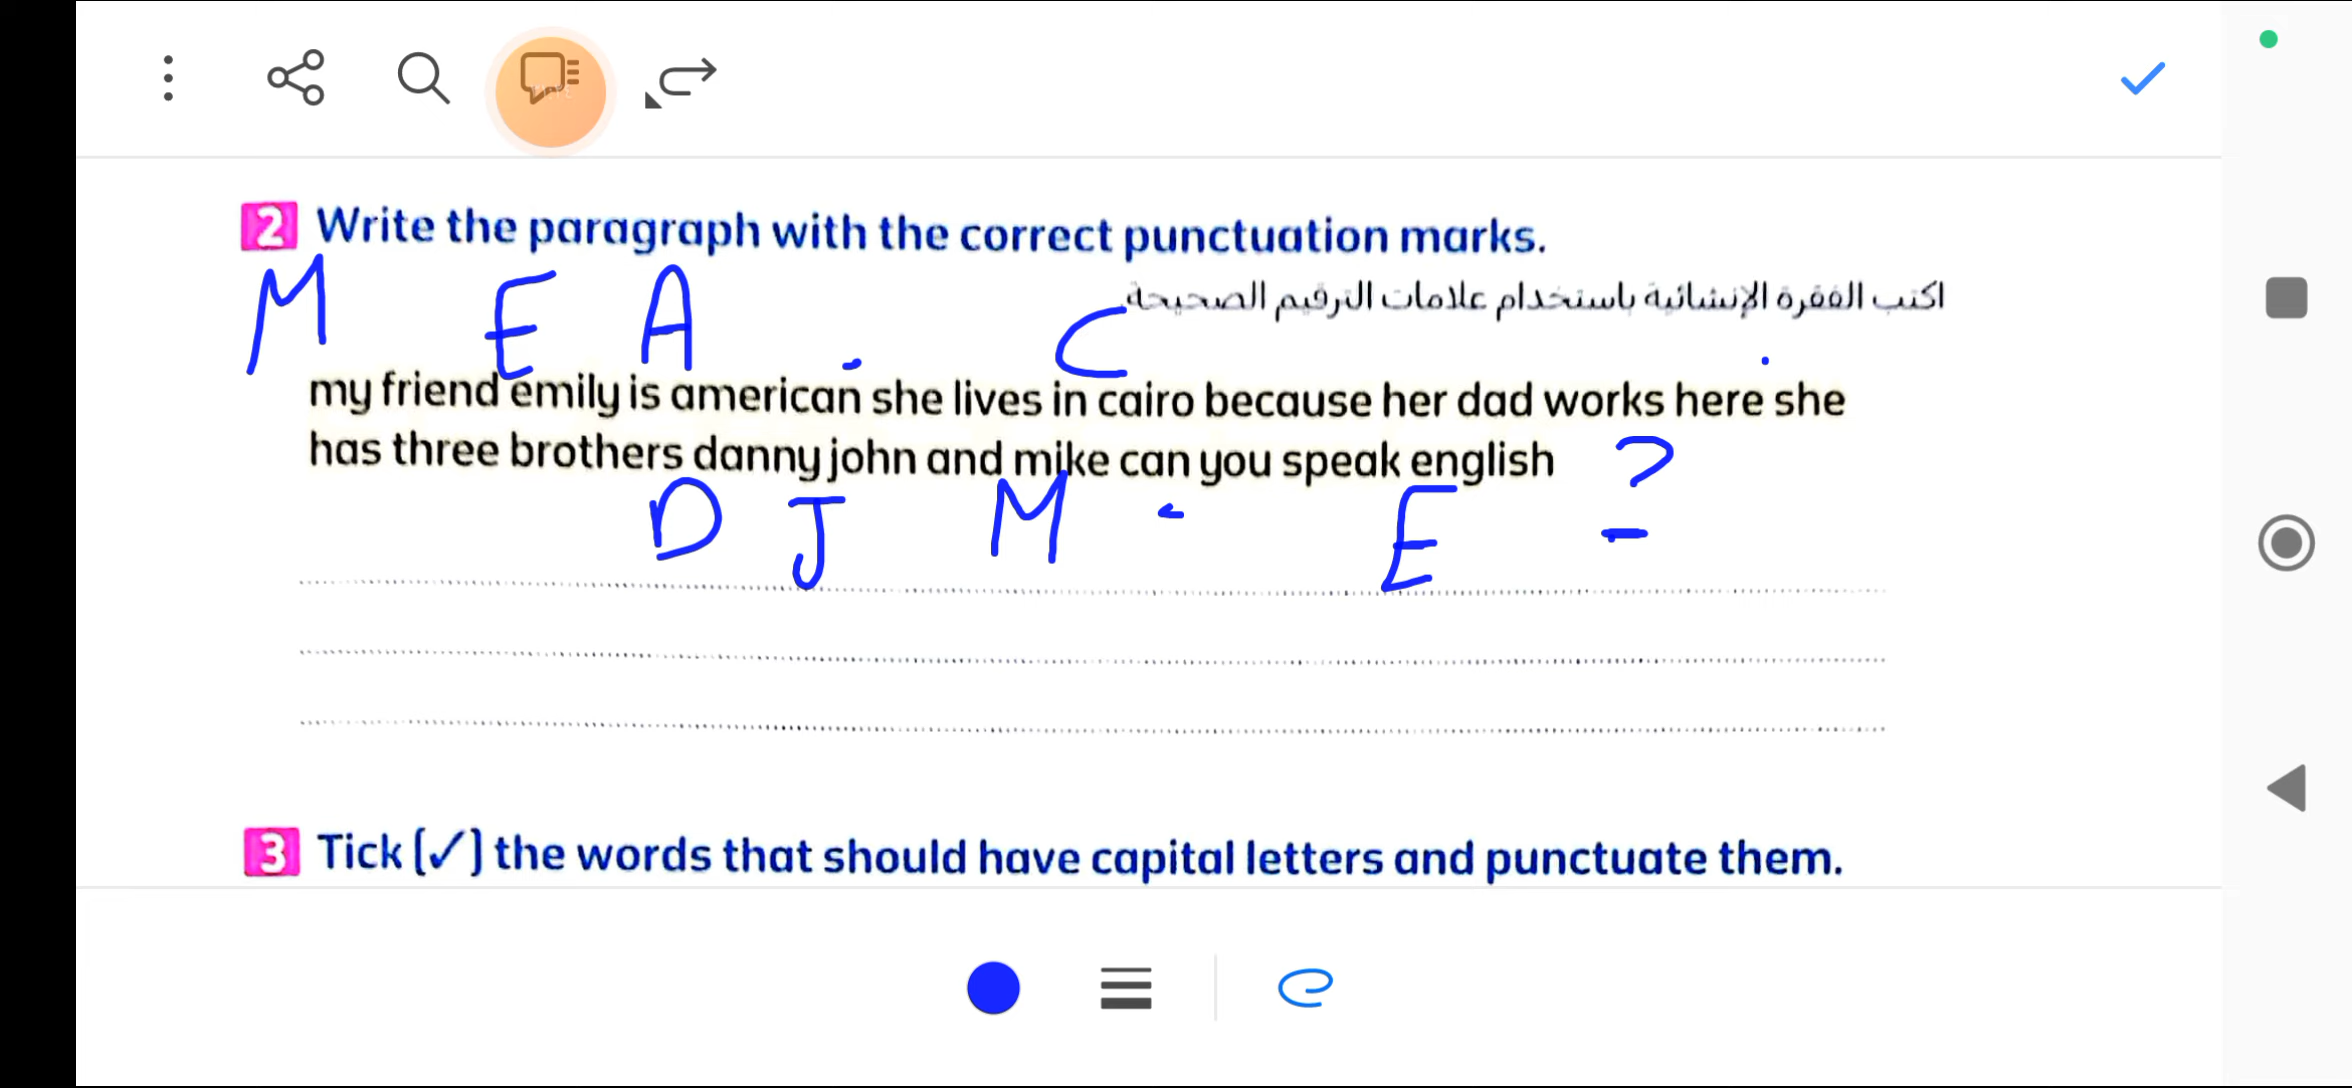 2 Write the paragraph with the correct punctuation marks.
اكتب الفقرة الإنشائية باستخدام علامات الترقيم الصحيحة.
M E A . C .
my friend emily is american she lives in cairo because her dad works here she
has three brothers danny john and mike can you speak english ?
D J M . E
3 Tick (✓) the words that should have capital letters and punctuate them.